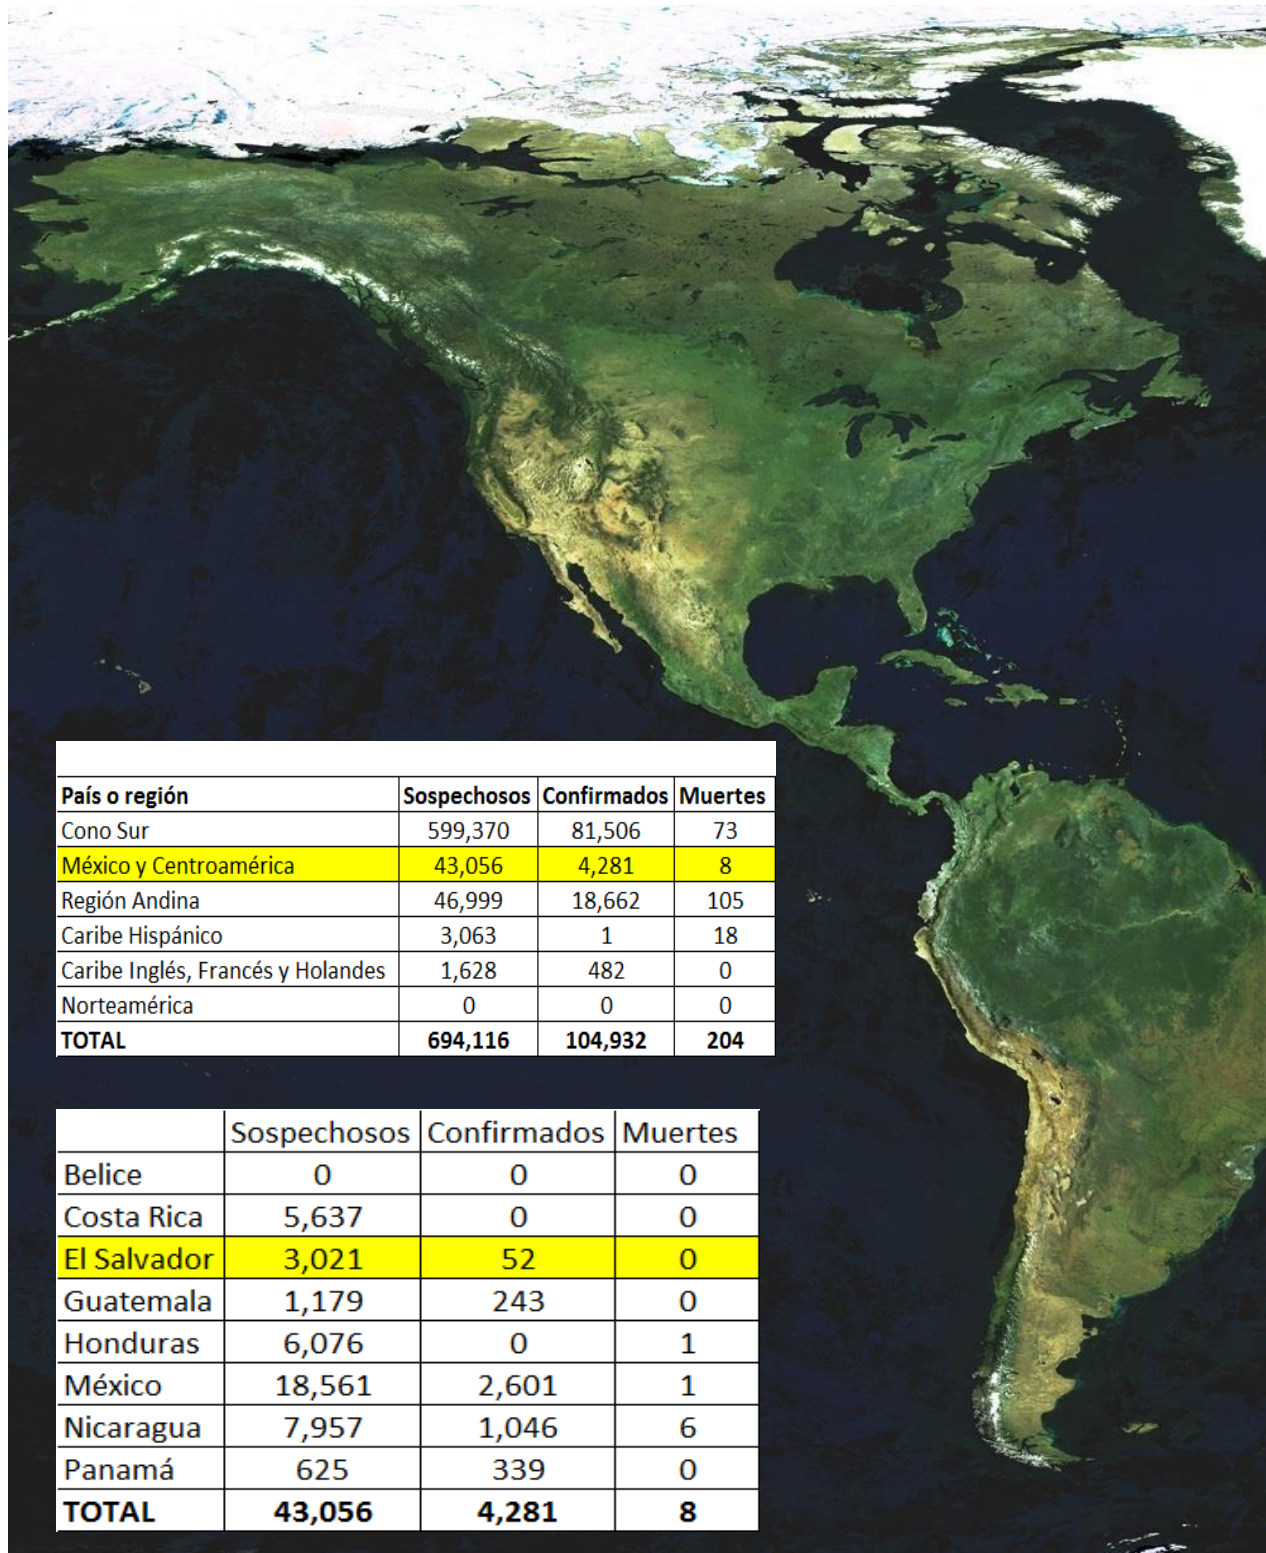 País o región Sospechosos Confirmados Muertes
Cono Sur 599,370 81,506 73
México y Centroamérica 43,056 4,281 8
Región Andina 46,999 18,662 105
Caribe Hispánico 3,063 1 18
Caribe Inglés, Francés y Holandes 1,628 482 0
Norteamérica 0 0 0
TOTAL 694,116 104,932 204
Sospechosos Confirmados Muertes
Belice 0 0 0
Costa Rica 5,637 0 0
El Salvador 3,021 52 0
Guatemala 1,179 243 0
Honduras 6,076 0 1
México 18,561 2,601 1
Nicaragua 7,957 1,046 6
Panamá 625 339 0
TOTAL 43,056 4,281 8